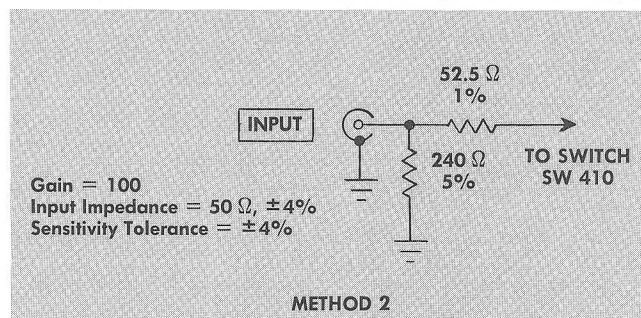 52.5 Ω
1%
INPUT
240 Ω
5%
TO SWITCH
SW 410
Gain = 100
Input Impedance = 50 Ω, ±4%
Sensitivity Tolerance = ±4%
METHOD 2